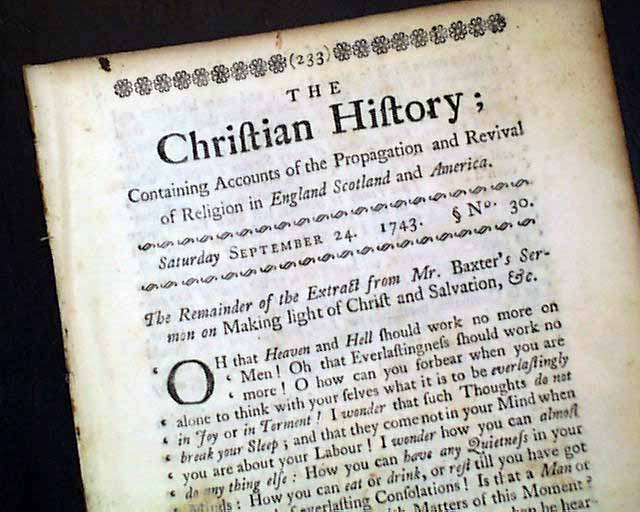 (233)
THE
Chriſtian Hiſtory;
Containing Accounts of the Propagation and Revival
of Religion in England Scotland and America.
Saturday SEPTEMBER 24. 1743. § No. 30.
The Remainder of the Extract from Mr. Baxter's Ser-
mon on Making light of Chriſt and Salvation, &c.
‘ OH that Heaven and Hell ſhould work no more on
‘ Men! Oh that Everlaſtingneſs ſhould work no
‘ more! O how can you forbear when you are
‘ alone to think with your ſelves what it is to be everlaſtingly
‘ in Joy or in Torment! I wonder that ſuch Thoughts do not
‘ break your Sleep; and that they come not in your Mind when
‘ you are about your Labour! I wonder how you can almoſt
‘ do any thing elſe: How you can have any Quietneſs in your
‘ Minds: How you can eat or drink, or reſt till you have got
everlaſting Conſolations! Is that a Man or
Matters of this Moment?
can be hear-